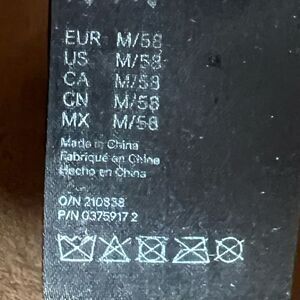 EUR M/58
US M/58
CA M/58
CN M/58
MX M/58
Made in China
Fabriqué en Chine
Hecho en China
O/N 210838
P/N 0375917 2